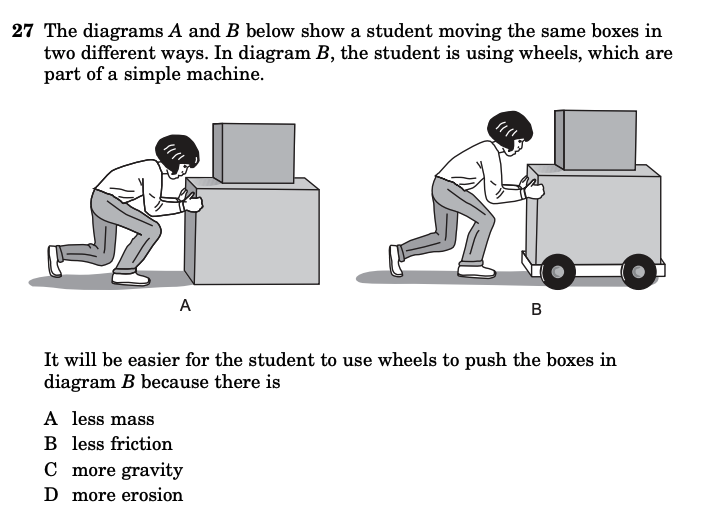 27 The diagrams A and B below show a student moving the same boxes in
two different ways. In diagram B, the student is using wheels, which are
part of a simple machine.
A
B
It will be easier for the student to use wheels to push the boxes in
diagram B because there is
A less mass
B less friction
C more gravity
D more erosion